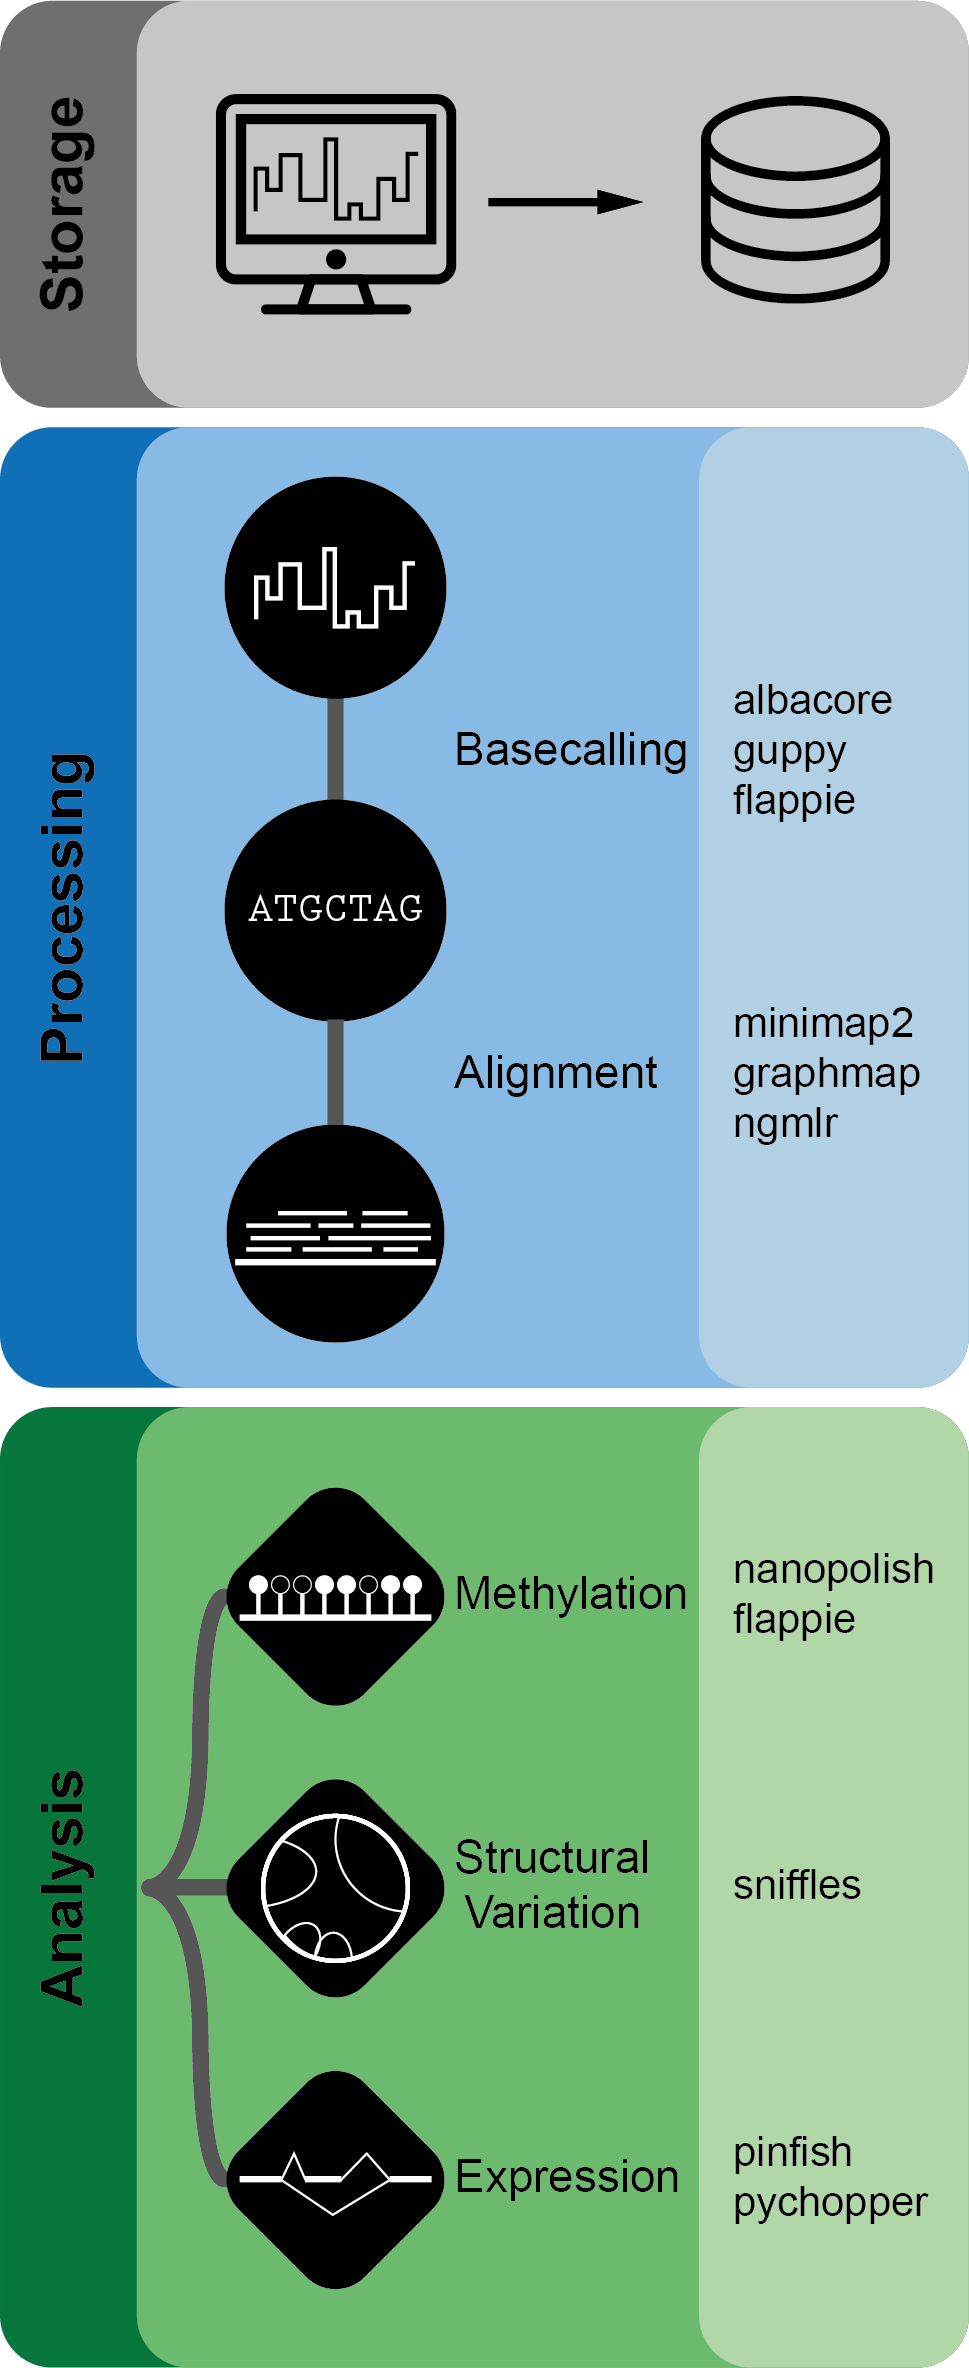 Storage
Processing
Basecalling
albacore
guppy
flappie
ATGCTAG
Alignment
minimap2
graphmap
ngmlr
Analysis
Methylation
nanopolish
flappie
Structural
Variation
sniffles
Expression
pinfish
pychopper